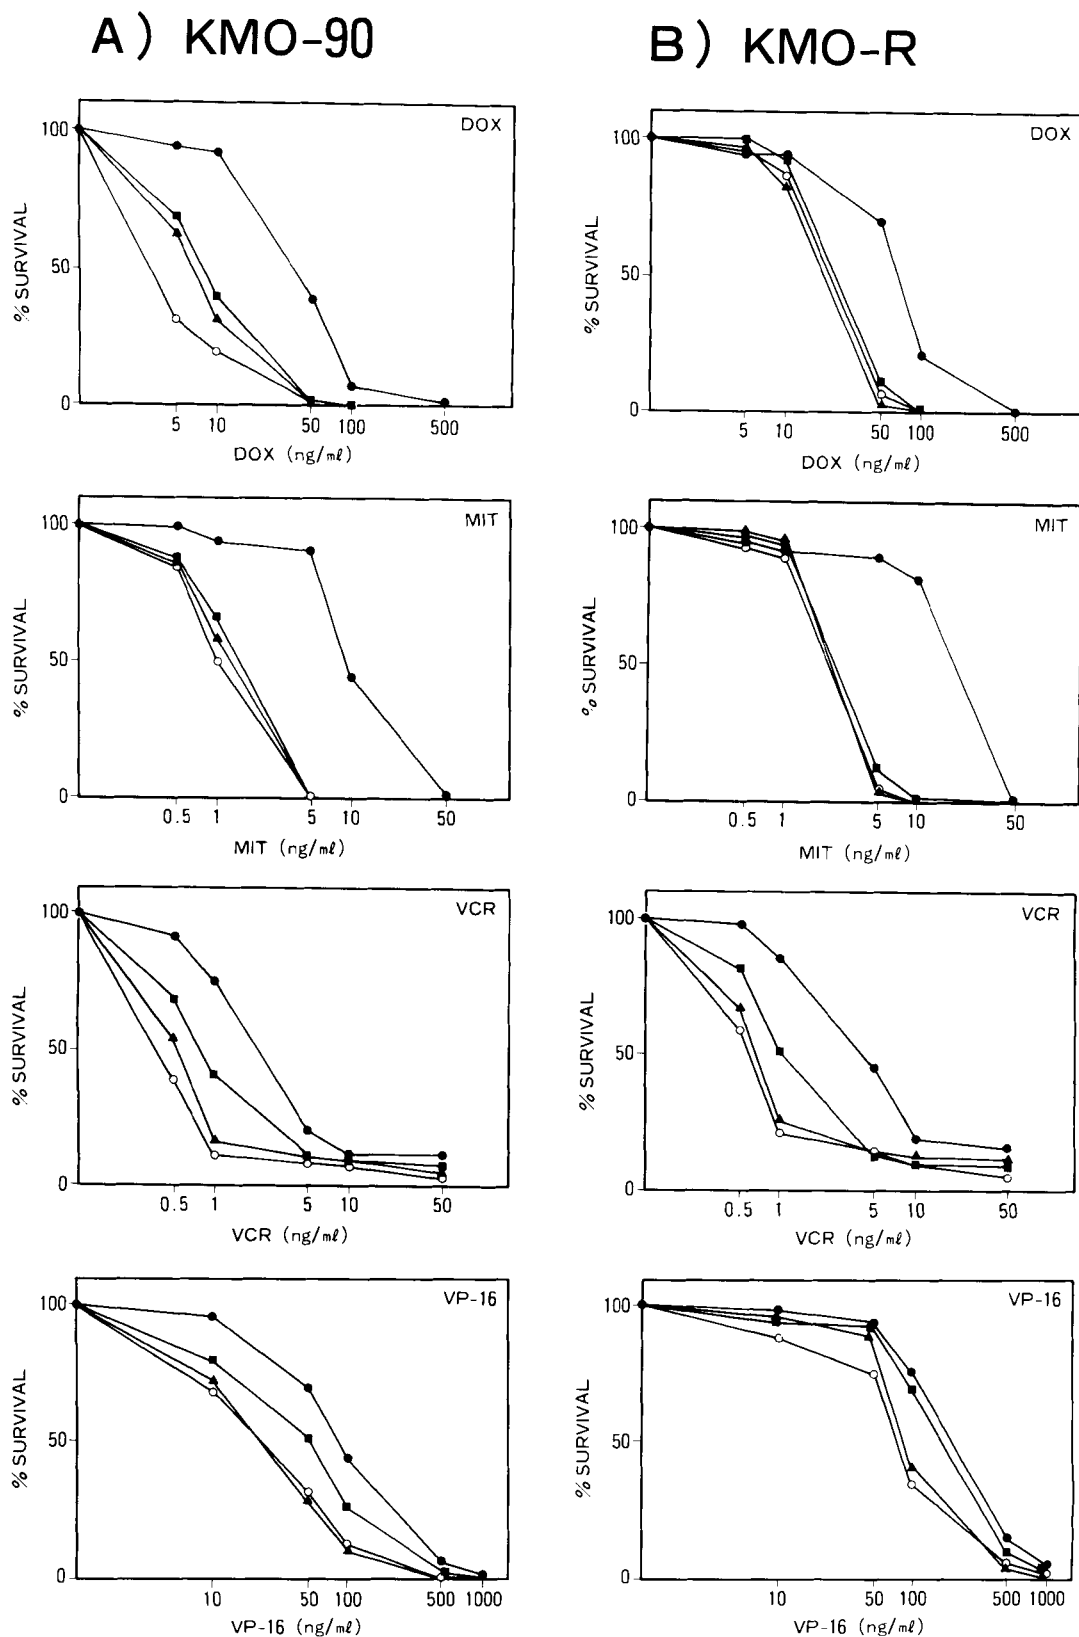 A) KMO-90
B) KMO-R
DOX
100
50
0
% SURVIVAL
5 10 50 100 500
DOX (ng/mℓ)
DOX
100
50
0
% SURVIVAL
5 10 50 100 500
DOX (ng/mℓ)
MIT
100
50
0
% SURVIVAL
0.5 1 5 10 50
MIT (ng/mℓ)
MIT
100
50
0
% SURVIVAL
0.5 1 5 10 50
MIT (ng/mℓ)
VCR
100
50
0
% SURVIVAL
0.5 1 5 10 50
VCR (ng/mℓ)
VCR
100
50
0
% SURVIVAL
0.5 1 5 10 50
VCR (ng/mℓ)
VP-16
100
50
0
% SURVIVAL
10 50 100 500 1000
VP-16 (ng/mℓ)
VP-16
100
50
0
% SURVIVAL
10 50 100 500 1000
VP-16 (ng/mℓ)